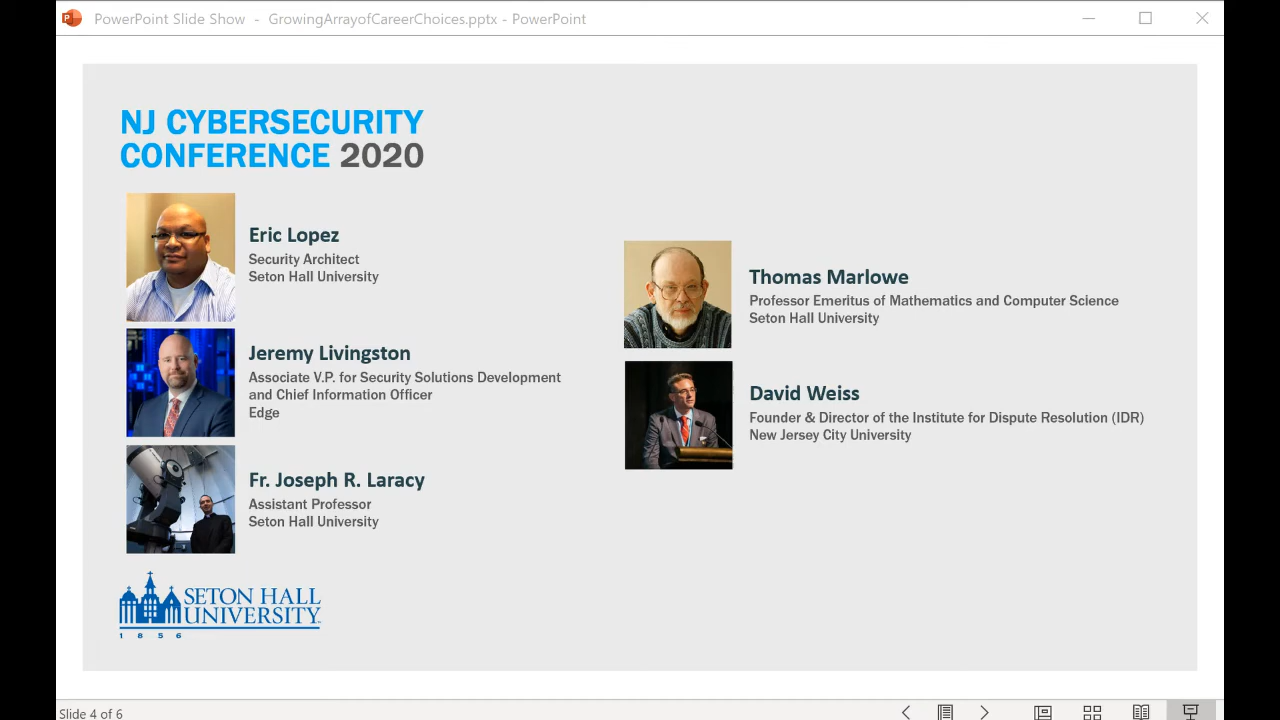 PowerPoint Slide Show - GrowingArrayofCareerChoices.pptx - PowerPoint
NJ CYBERSECURITY
CONFERENCE 2020
Eric Lopez
Security Architect
Seton Hall University
Jeremy Livingston
Associate V.P. for Security Solutions Development
and Chief Information Officer
Edge
Fr. Joseph R. Laracy
Assistant Professor
Seton Hall University
Thomas Marlowe
Professor Emeritus of Mathematics and Computer Science
Seton Hall University
David Weiss
Founder & Director of the Institute for Dispute Resolution (IDR)
New Jersey City University
SETON HALL
UNIVERSITY
1 8 5 6
Slide 4 of 6